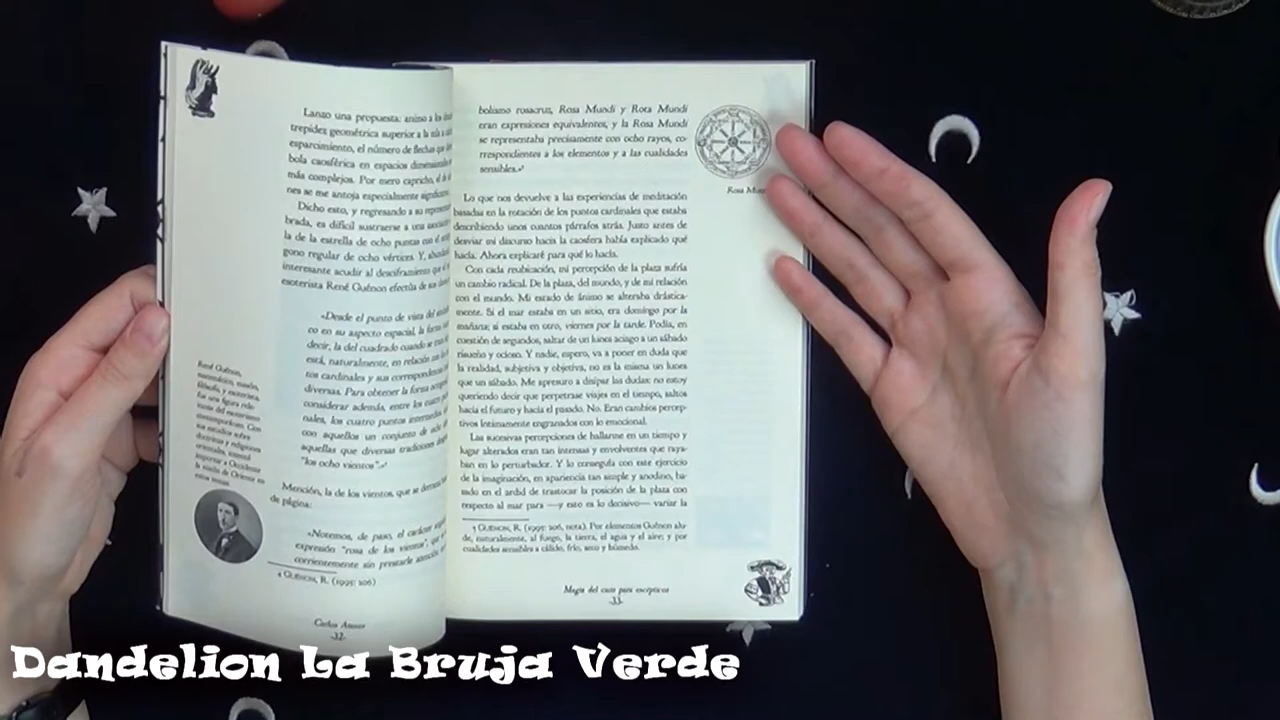 Lanzo una propuesta: animo a los
trepidez geométrica superior a la mía a
esparcimiento, el número de flechas que
bola caosférica en espacios dimensionales
más complejos. Por mero capricho, el de
nes se me antoja especialmente
Dicho esto, y regresando a su
brada, es difícil sustraerse a una
la de la estrella de ocho puntas con el
gono regular de ocho vértices. Y,
interesante acudir al desciframiento que
esoterista René Guénon efectúa de sus
«Desde el punto de vista del
co en su aspecto espacial, la forma
decir, la del cuadrado cuando se
está, naturalmente, en relación con los
tos cardinales y sus correspondencias
diversas. Para obtener la forma
considerar además, entre los cuatro
nales, los cuatro puntos intermedios
con aquellos un conjunto de ocho
aquellas que diversas tradiciones
"los ocho vientos"»⁴
Mención, la de los vientos, que se
de página:
«Notemos, de paso, el carácter
expresión "rosa de los vientos", que
corrientemente sin prestarle atención
4 Guénon, R. (1995: 206)
René Guénon,
matemático, masón,
filósofo, y esoterista,
fue una figura
del esoterismo
contemporáneo. Con
sus estudios sobre
doctrinas y religiones
orientales, intentó
importar a Occidente
la visión de Oriente en
estos temas.
Carlos Atanes
32
bolismo rosacruz, Rosa Mundi y Rota Mundi
eran expresiones equivalentes, y la Rosa Mundi
se representaba precisamente con ocho rayos, co-
rrespondientes a los elementos y a las cualidades
sensibles.»⁵
Rosa
Lo que nos devuelve a las experiencias de meditación
basadas en la rotación de los puntos cardinales que estaba
describiendo unos cuantos párrafos atrás. Justo antes de
desviar mi discurso hacia la caosfera había explicado qué
hacía. Ahora explicaré para qué lo hacía.
Con cada reubicación, mi percepción de la plaza sufría
un cambio radical. De la plaza, del mundo, y de mi relación
con el mundo. Mi estado de ánimo se alteraba drástica-
mente. Si el mar estaba en un sitio, era domingo por la
mañana; si estaba en otro, viernes por la tarde. Podía, en
cuestión de segundos, saltar de un lunes aciago a un sábado
risueño y ocioso. Y nadie, espero, va a poner en duda que
la realidad, subjetiva y objetiva, no es la misma un lunes
que un sábado. Me apresuro a disipar las dudas: no estoy
queriendo decir que perpetrase viajes en el tiempo, saltos
hacia el futuro y hacia el pasado. No. Eran cambios percep-
tivos íntimamente engranados con lo emocional.
Las sucesivas percepciones de hallarme en un tiempo y
lugar alterados eran tan intensas y envolventes que raya-
ban en lo perturbador. Y lo conseguía con este ejercicio
de la imaginación, en apariencia tan simple y anodino, ba-
sado en el ardid de trastocar la posición de la plaza con
respecto al mar para —y esto es lo decisivo— variar la
5 Guénon, R. (1995: 206, nota). Por elementos Guénon alu-
de, naturalmente, al fuego, la tierra, el agua y el aire; y por
cualidades sensibles a cálido, frío, seco y húmedo.
Magia del caos para escépticos
33
Dandelion La Bruja Verde